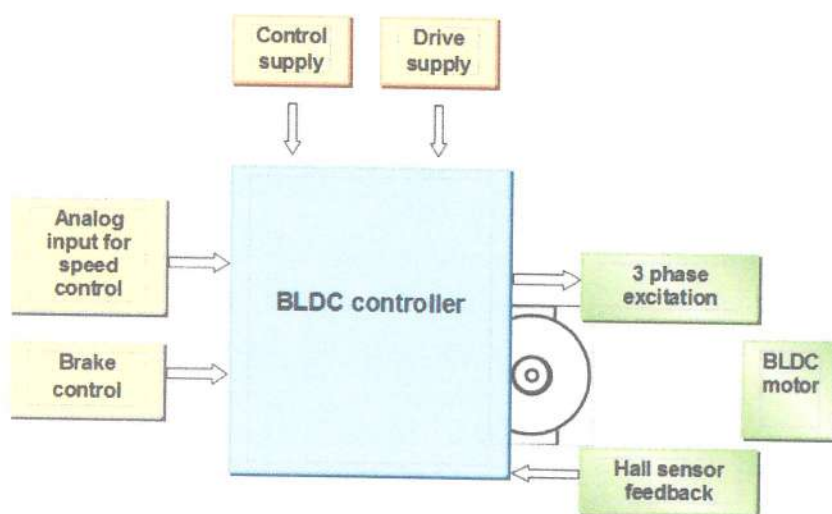 Control
supply
Drive
supply
Analog
input for
speed
control
BLDC controller
3 phase
excitation
Brake
control
BLDC
motor
Hall sensor
feedback